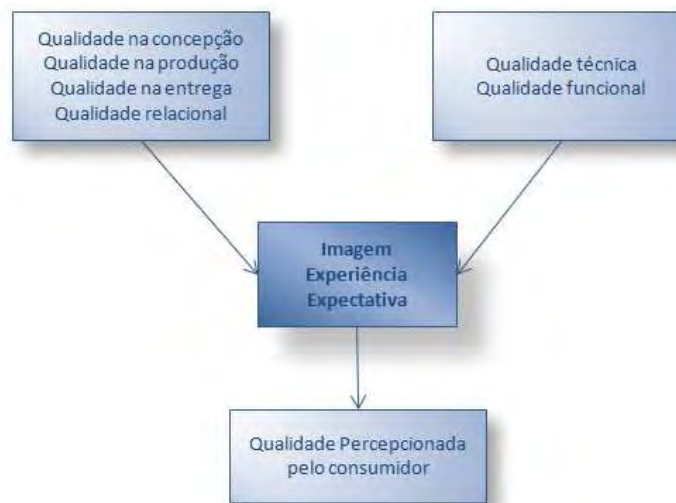 Qualidade na concepção
Qualidade na produção
Qualidade na entrega
Qualidade relacional
Qualidade técnica
Qualidade funcional
Imagem
Experiência
Expectativa
Qualidade Percepcionada
pelo consumidor